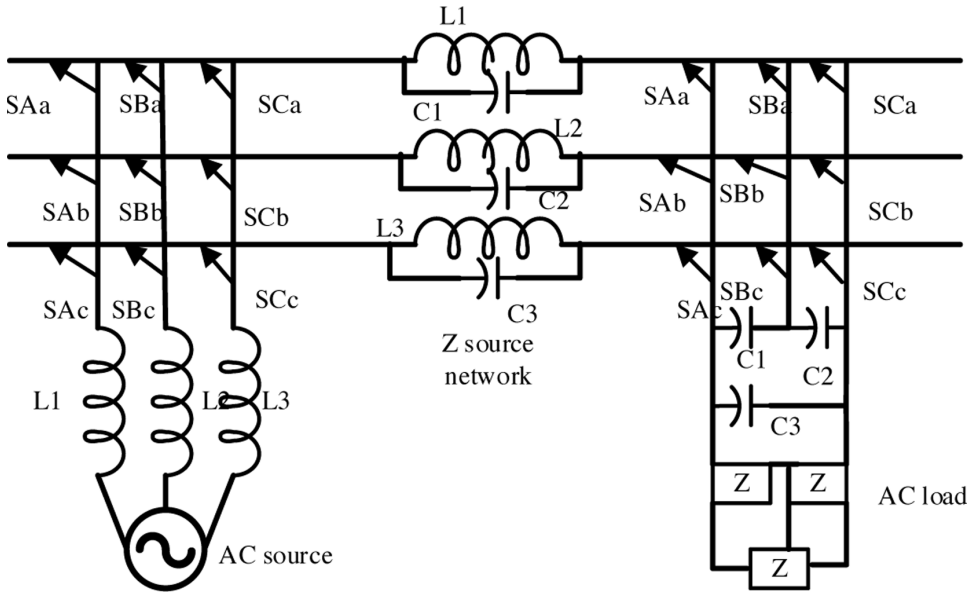 L1
SAa SBa SCa C1 L2 SAa SBa SCa
SAb SBb SCb L3 C2 SAb SBb SCb
SAc SBc SCc C3 SAc SBc SCc
Z source
network
C1 C2
L1 L2 L3 C3
Z Z AC load
AC source Z